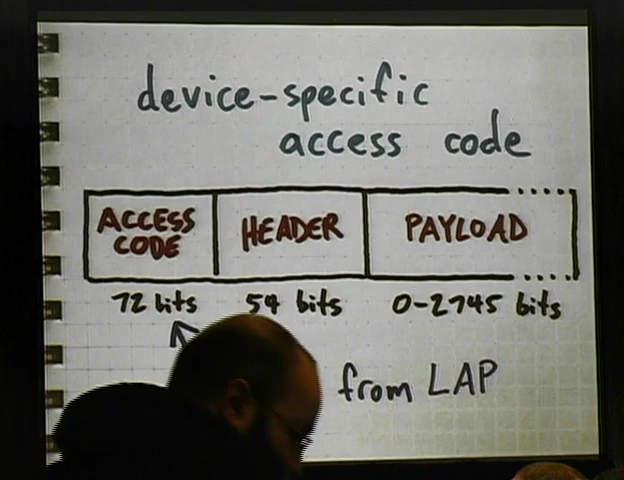 device-specific
access code
ACCESS
CODE
HEADER
PAYLOAD
72 bits
54 bits
0-2745 bits
from LAP